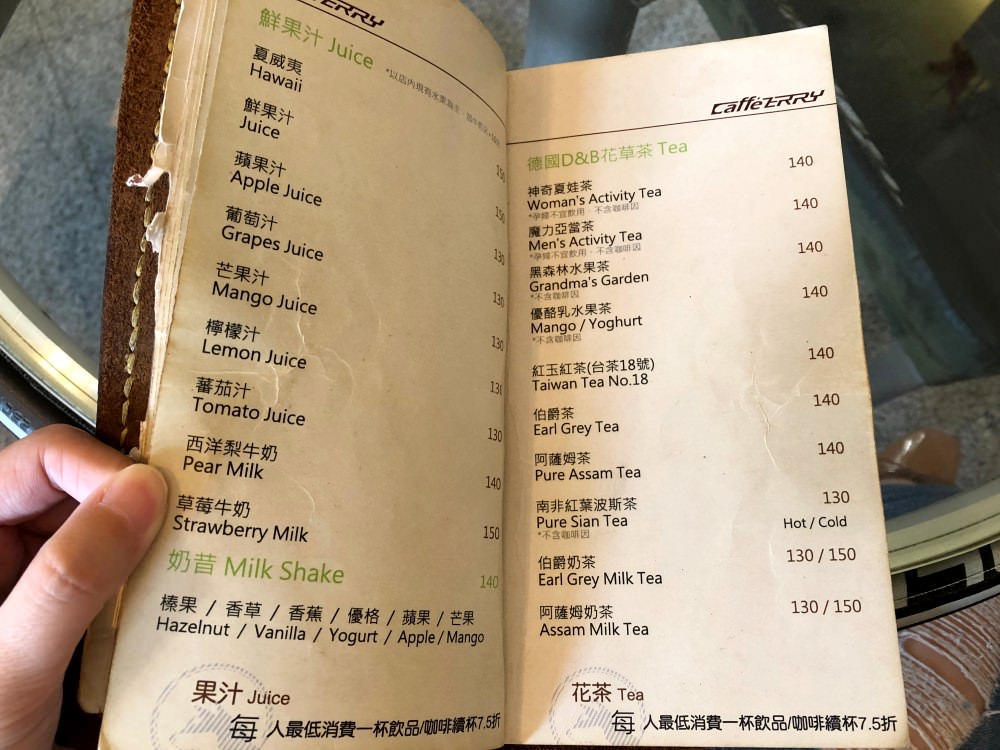 CaffèERRY
鮮果汁 Juice
夏威夷
Hawaii
鮮果汁
Juice 150
蘋果汁
Apple Juice 150
葡萄汁
Grapes Juice 130
芒果汁
Mango Juice 130
檸檬汁
Lemon Juice 130
蕃茄汁
Tomato Juice 130
西洋梨牛奶
Pear Milk 140
草莓牛奶
Strawberry Milk 150
奶昔 Milk Shake 140
榛果 / 香草 / 香蕉 / 優格 / 蘋果 / 芒果
Hazelnut / Vanilla / Yogurt / Apple / Mango
果汁 Juice
每 人最低消費一杯飲品/咖啡續杯7.5折
CaffèERRY
德國D&B花草茶 Tea
神奇夏娃茶 140
Woman's Activity Tea
*孕婦不宜飲用、不含咖啡因
魔力亞當茶 140
Men's Activity Tea
*孕婦不宜飲用、不含咖啡因
黑森林水果茶 140
Grandma's Garden
*不含咖啡因
優酪乳水果茶 140
Mango / Yoghurt
*不含咖啡因
紅玉紅茶(台茶18號) 140
Taiwan Tea No.18
伯爵茶 140
Earl Grey Tea
阿薩姆茶 140
Pure Assam Tea
南非紅葉波斯茶 130
Pure Sian Tea Hot / Cold
*不含咖啡因
伯爵奶茶 130 / 150
Earl Grey Milk Tea
阿薩姆奶茶 130 / 150
Assam Milk Tea
花茶 Tea
每 人最低消費一杯飲品/咖啡續杯7.5折